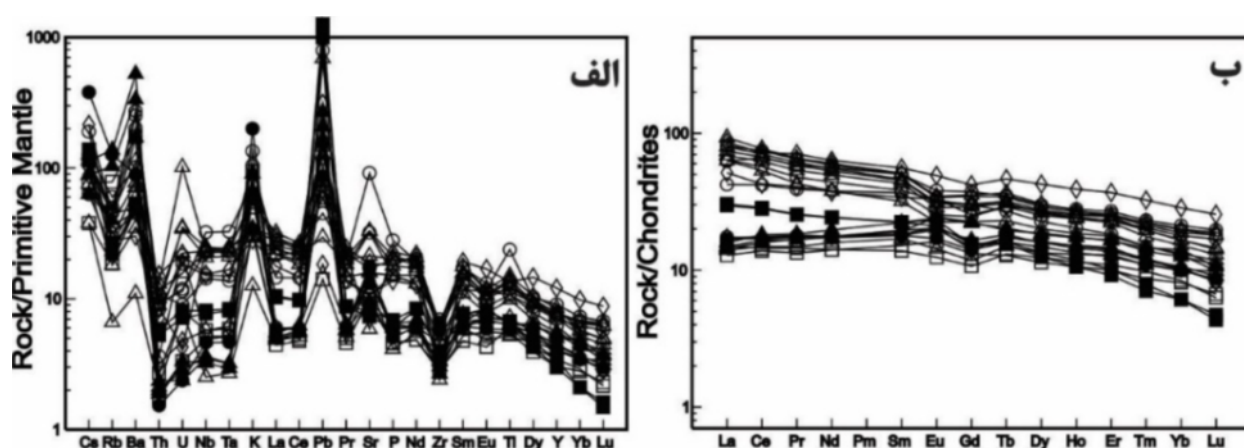 الف
Rock/Primitive Mantle
1000
100
10
1
Cs Rb Ba Th U Nb Ta K La Ce Pb Pr Sr P Nd Zr Sm Eu Ti Dy Y Yb Lu
ب
Rock/Chondrites
100
10
1
La Ce Pr Nd Pm Sm Eu Gd Tb Dy Ho Er Tm Yb Lu